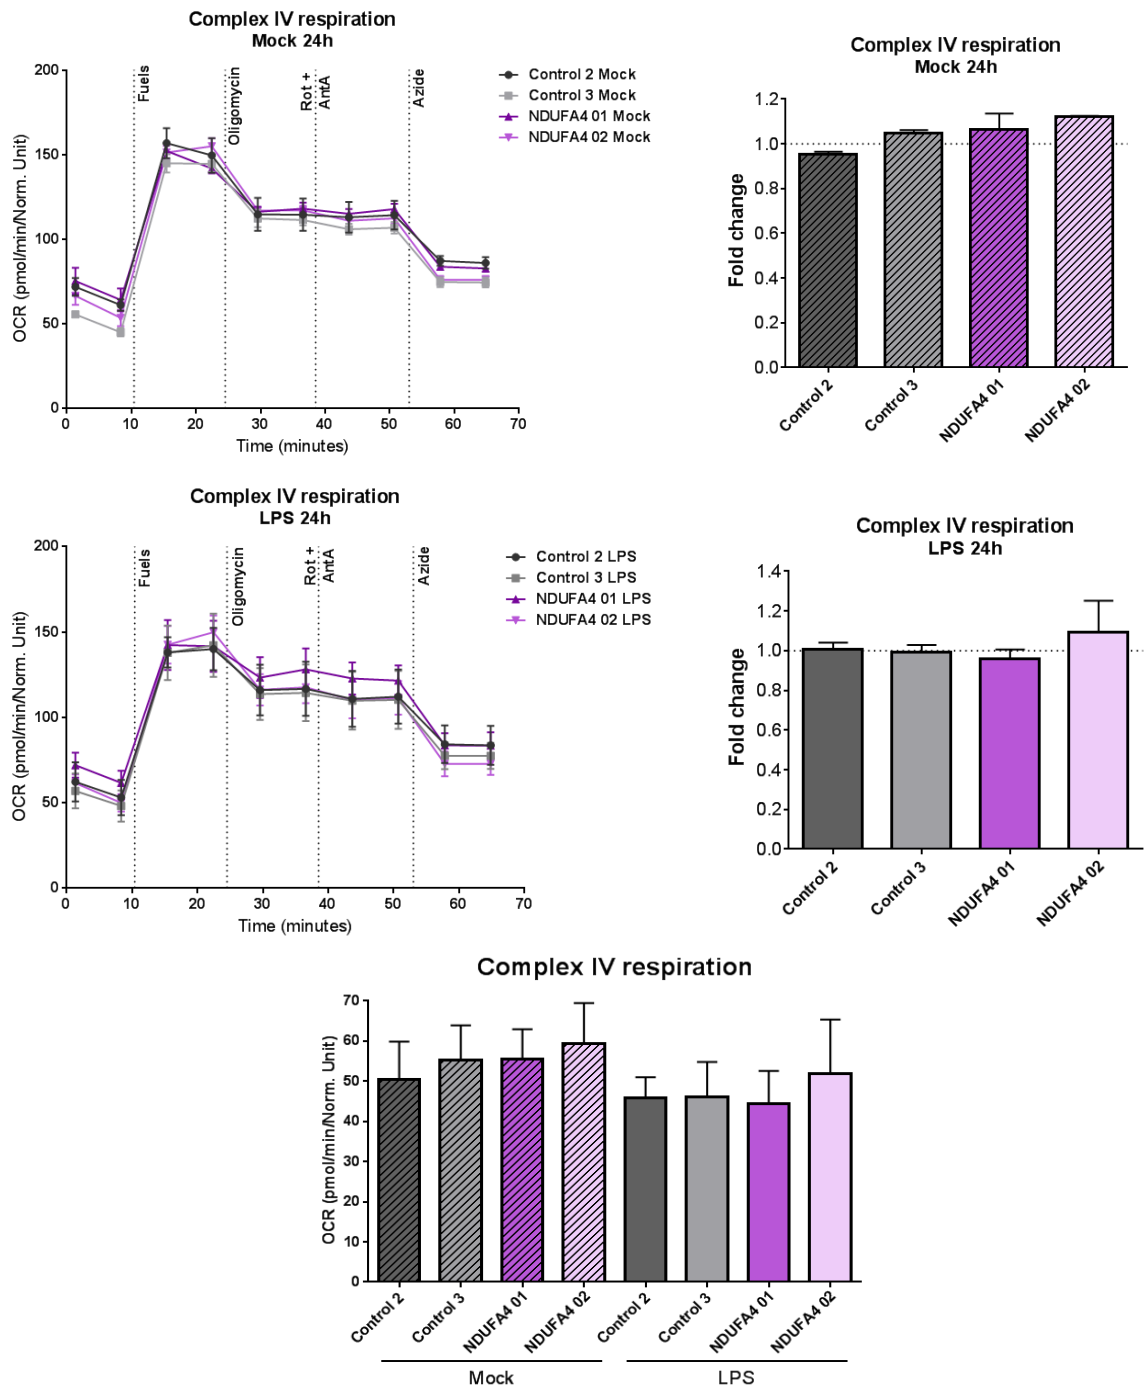 Complex IV respiration
Mock 24h
200
150
100
50
0
0 10 20 30 40 50 60 70
OCR (pmol/min/Norm. Unit)
Time (minutes)
Fuels
Oligomycin
Rot +
AntA
Azide
Control 2 Mock
Control 3 Mock
NDUFA4 01 Mock
NDUFA4 02 Mock
Complex IV respiration
Mock 24h
1.2
1.0
0.8
0.6
0.4
0.2
0.0
Fold change
Control 2
Control 3
NDUFA4 01
NDUFA4 02
Complex IV respiration
LPS 24h
200
150
100
50
0
0 10 20 30 40 50 60 70
OCR (pmol/min/Norm. Unit)
Time (minutes)
Fuels
Oligomycin
Rot +
AntA
Azide
Control 2 LPS
Control 3 LPS
NDUFA4 01 LPS
NDUFA4 02 LPS
Complex IV respiration
LPS 24h
1.4
1.2
1.0
0.8
0.6
0.4
0.2
0.0
Fold change
Control 2
Control 3
NDUFA4 01
NDUFA4 02
Complex IV respiration
70
60
50
40
30
20
10
0
OCR (pmol/min/Norm. Unit)
Control 2
Control 3
NDUFA4 01
NDUFA4 02
Control 2
Control 3
NDUFA4 01
NDUFA4 02
Mock
LPS